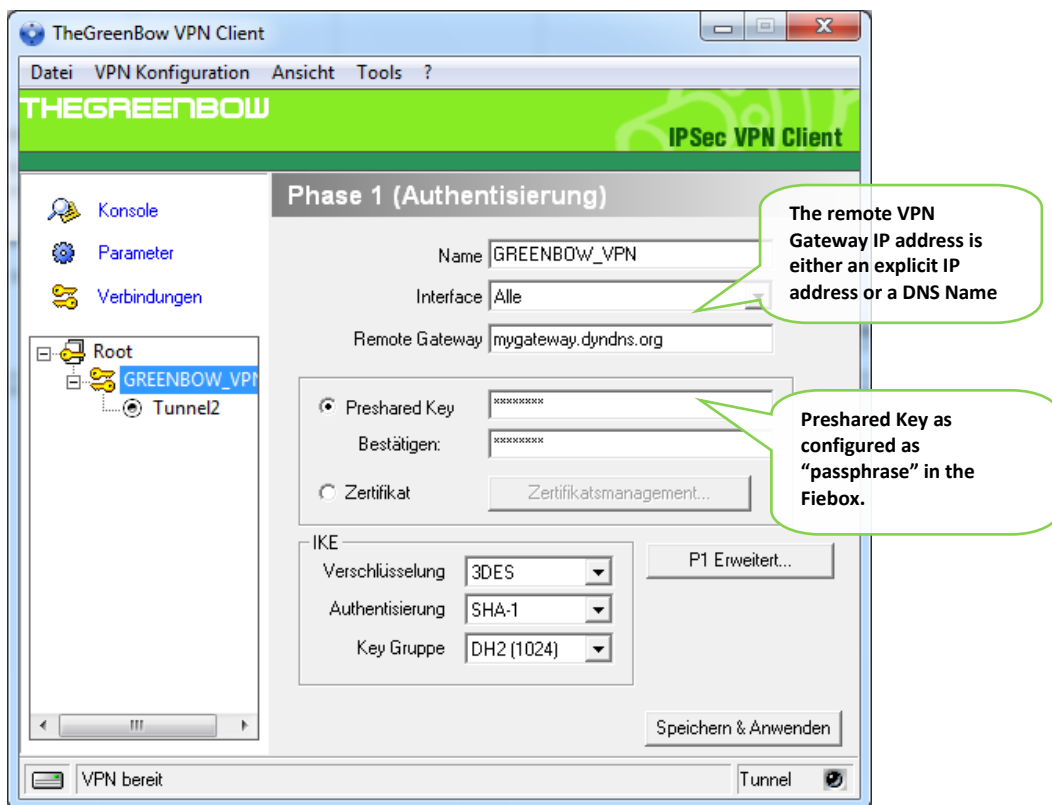 TheGreenBow VPN Client
Datei VPN Konfiguration Ansicht Tools ?
THEGREENBOW
IPSec VPN Client
Konsole
Parameter
Verbindungen
Root
GREENBOW_VPN
Tunnel2
Phase 1 (Authentisierung)
Name GREENBOW_VPN
Interface Alle
Remote Gateway mygateway.dyndns.org
Preshared Key ********
Bestätigen: ********
Zertifikat Zertifikatsmanagement...
IKE
Verschlüsselung 3DES
Authentisierung SHA-1
Key Gruppe DH2 (1024)
P1 Erweitert...
Speichern & Anwenden
VPN bereit
Tunnel
The remote VPN
Gateway IP address is
either an explicit IP
address or a DNS Name
Preshared Key as
configured as
“passphrase” in the
Fiebox.